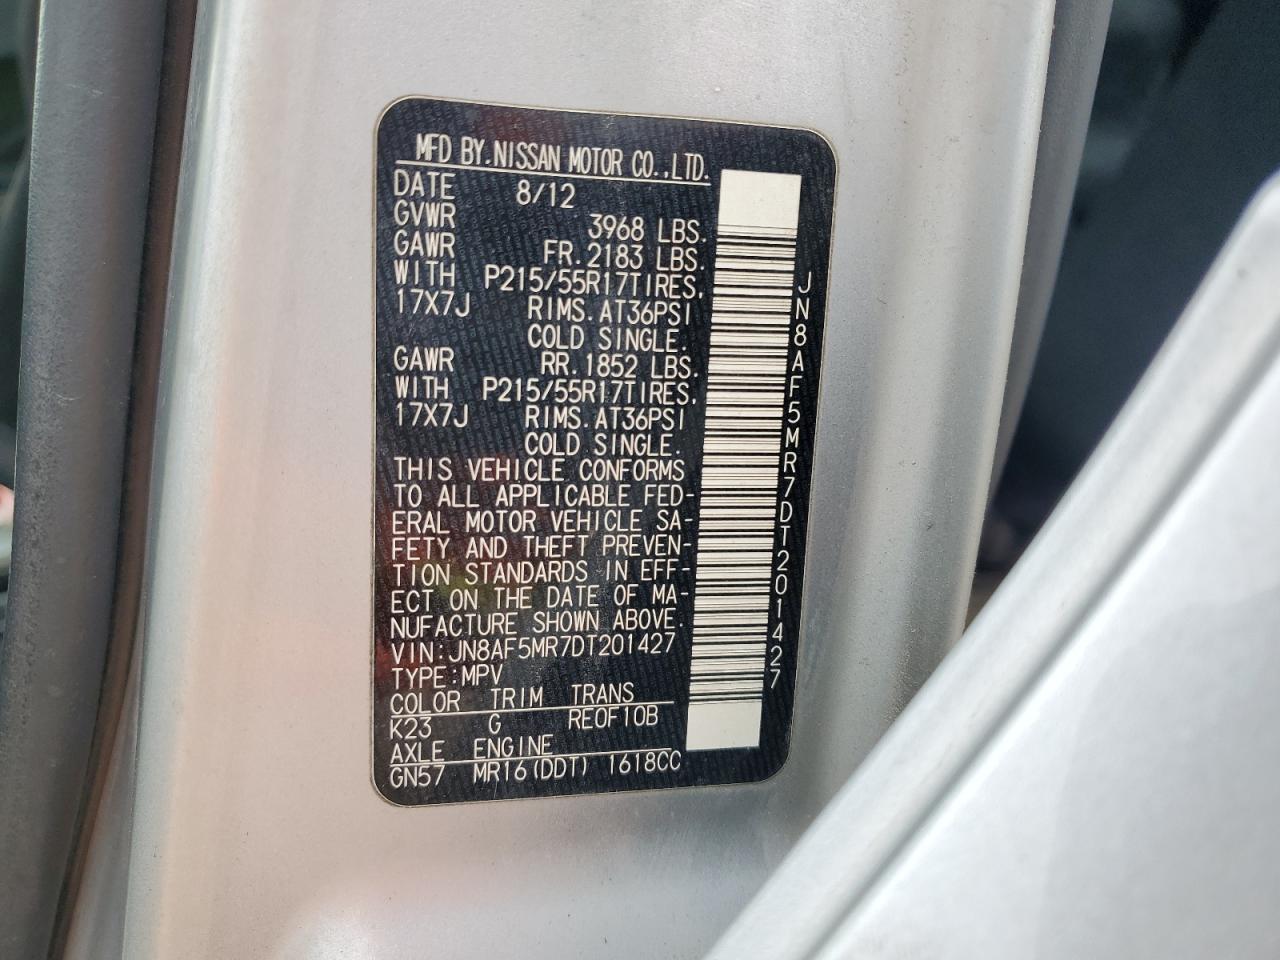 MFD BY.NISSAN MOTOR CO.,LTD.
DATE 8/12
GVWR 3968 LBS.
GAWR FR.2183 LBS.
WITH P215/55R17TIRES.
17X7J RIMS.AT36PSI
COLD SINGLE.
GAWR RR.1852 LBS.
WITH P215/55R17TIRES.
17X7J RIMS.AT36PSI
COLD SINGLE.
THIS VEHICLE CONFORMS
TO ALL APPLICABLE FED-
ERAL MOTOR VEHICLE SA-
FETY AND THEFT PREVEN-
TION STANDARDS IN EFF-
ECT ON THE DATE OF MA-
NUFACTURE SHOWN ABOVE.
VIN:JN8AF5MR7DT201427
TYPE:MPV
COLOR TRIM TRANS
K23 G RE0F10B
AXLE ENGINE
GN57 MR16(DDT) 1618CC
JN8AF5MR7DT201427